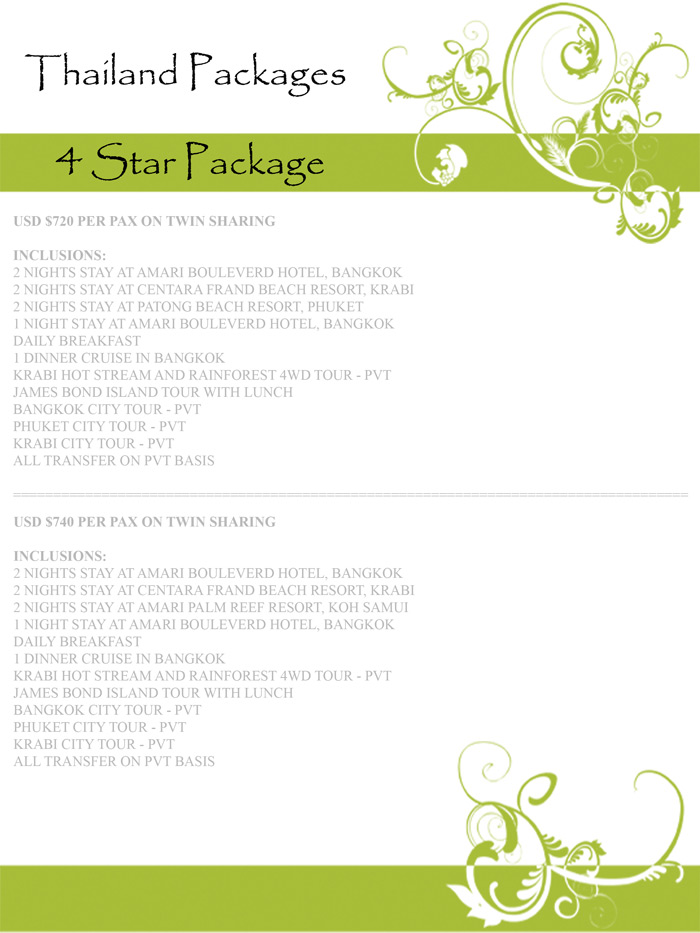 Thailand Packages
4 Star Package
USD $720 PER PAX ON TWIN SHARING
INCLUSIONS:
2 NIGHTS STAY AT AMARI BOULEVERD HOTEL, BANGKOK
2 NIGHTS STAY AT CENTARA FRAND BEACH RESORT, KRABI
2 NIGHTS STAY AT PATONG BEACH RESORT, PHUKET
1 NIGHT STAY AT AMARI BOULEVERD HOTEL, BANGKOK
DAILY BREAKFAST
1 DINNER CRUISE IN BANGKOK
KRABI HOT STREAM AND RAINFOREST 4WD TOUR - PVT
JAMES BOND ISLAND TOUR WITH LUNCH
BANGKOK CITY TOUR - PVT
PHUKET CITY TOUR - PVT
KRABI CITY TOUR - PVT
ALL TRANSFER ON PVT BASIS
USD $740 PER PAX ON TWIN SHARING
INCLUSIONS:
2 NIGHTS STAY AT AMARI BOULEVERD HOTEL, BANGKOK
2 NIGHTS STAY AT CENTARA FRAND BEACH RESORT, KRABI
2 NIGHTS STAY AT AMARI PALM REEF RESORT, KOH SAMUI
1 NIGHT STAY AT AMARI BOULEVERD HOTEL, BANGKOK
DAILY BREAKFAST
1 DINNER CRUISE IN BANGKOK
KRABI HOT STREAM AND RAINFOREST 4WD TOUR - PVT
JAMES BOND ISLAND TOUR WITH LUNCH
BANGKOK CITY TOUR - PVT
PHUKET CITY TOUR - PVT
KRABI CITY TOUR - PVT
ALL TRANSFER ON PVT BASIS